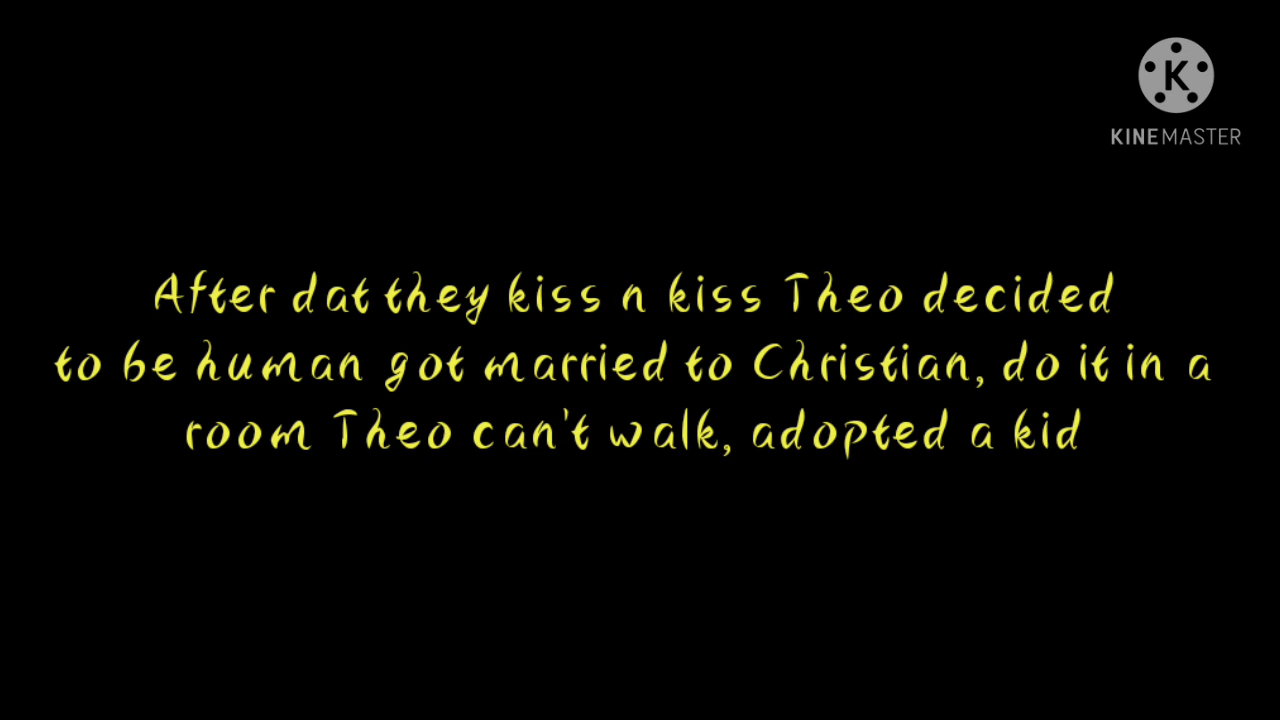 K
KINEMASTER
After dat they kiss n kiss Theo decided
to be human got married to Christian, do it in a
room Theo can't walk, adopted a kid